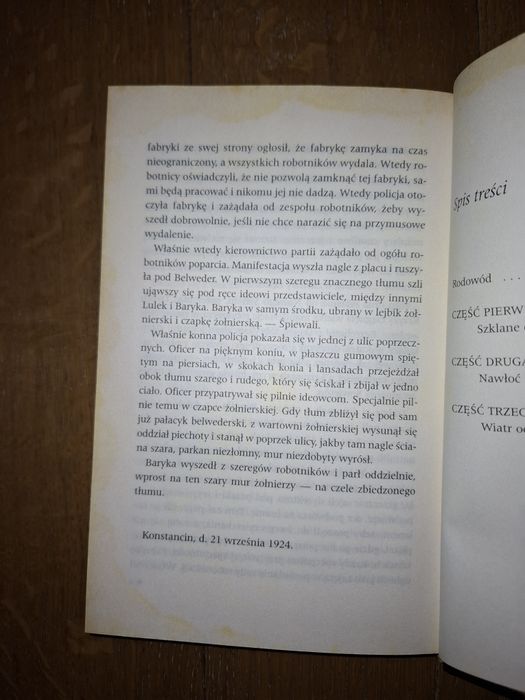 fabryki ze swej strony ogłosił, że fabrykę zamyka na czas
nieograniczony, a wszystkich robotników wydala. Wtedy ro-
botnicy oświadczyli, że nie pozwolą zamknąć tej fabryki, sa-
mi będą pracować i nikomu jej nie dadzą. Wtedy policja oto-
czyła fabrykę i zażądała od zespołu robotników, żeby wy-
szedł dobrowolnie, jeśli nie chce narazić się na przymusowe
wydalenie.
Właśnie wtedy kierownictwo partii zażądało od ogółu ro-
botników poparcia. Manifestacja wyszła nagle z placu i ruszy-
ła pod Belweder. W pierwszym szeregu znacznego tłumu szli
ująwszy się pod ręce ideowi przedstawiciele, między innymi
Lulek i Baryka. Baryka w samym środku, ubrany w lejbik żoł-
nierski i czapkę żołnierską. — Śpiewali.
Właśnie konna policja pokazała się w jednej z ulic poprzecz-
nych. Oficer na pięknym koniu, w płaszczu gumowym spię-
tym na piersiach, w skokach konia i lansadach przejeżdżał
obok tłumu szarego i rudego, który się ściskał i zbijał w jedno
ciało. Oficer przypatrywał się pilnie ideowcom. Specjalnie pil-
nie temu w czapce żołnierskiej. Gdy tłum zbliżył się pod sam
już pałacyk belwederski, z wartowni żołnierskiej wysunął się
oddział piechoty i stanął w poprzek ulicy, jakby tam nagle ścia-
na szara, parkan niezłomny, mur niezdobyty wyrósł.
Baryka wyszedł z szeregów robotników i parł oddzielnie,
wprost na ten szary mur żołnierzy — na czele zbiedzonego
tłumu.
Konstancin, d. 21 września 1924.
Spis treści
Rodowód . . .
CZĘŚĆ PIERW
Szklane
CZĘŚĆ DRUGA
Nawłoć
CZĘŚĆ TRZEC
Wiatr od